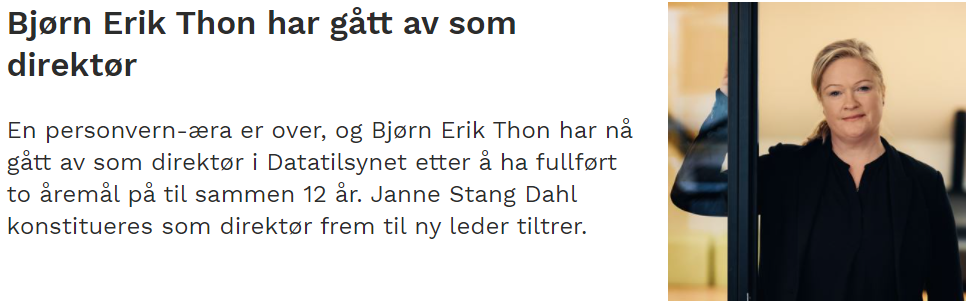 Bjørn Erik Thon har gått av som
direktør
En personvern-æra er over, og Bjørn Erik Thon har nå
gått av som direktør i Datatilsynet etter å ha fullført
to åremål på til sammen 12 år. Janne Stang Dahl
konstitueres som direktør frem til ny leder tiltrer.